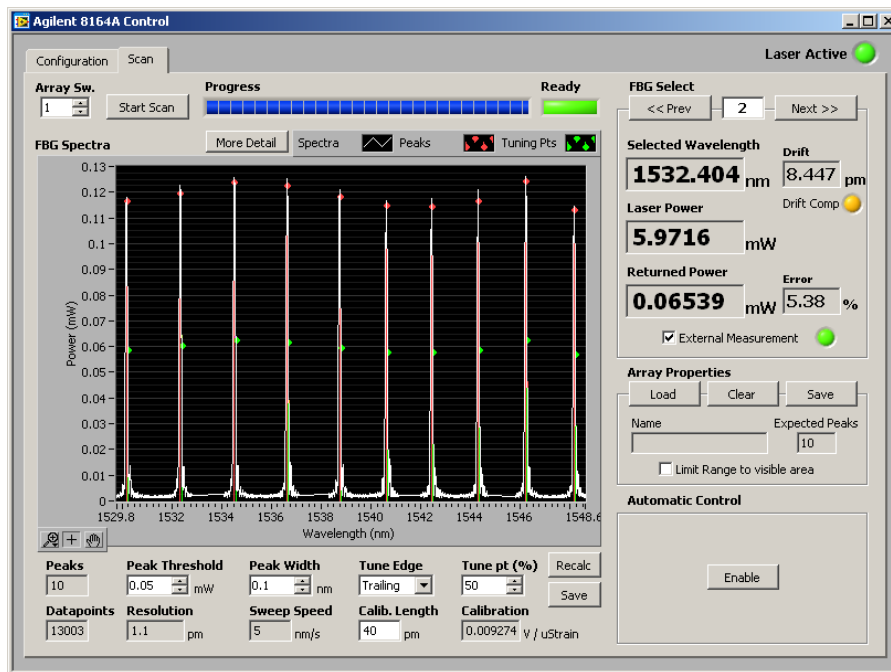 Agilent 8164A Control
Configuration Scan Laser Active
Array Sw. Progress Ready FBG Select
1 Start Scan << Prev 2 Next >>
FBG Spectra More Detail Spectra Peaks Tuning Pts
Selected Wavelength Drift
1532.404 nm 8.447 pm
Drift Comp
Laser Power
5.9716 mW
Returned Power Error
0.06539 mW 5.38 %
External Measurement
0.13
0.12
0.11
0.1
0.09
0.08
0.07
0.06
0.05
0.04
0.03
0.02
0.01
0
Power (mW)
1529.8 1532 1534 1536 1538 1540 1542 1544 1546 1548.6
Wavelength (nm)
Array Properties
Load Clear Save
Name Expected Peaks
10
Limit Range to visible area
Automatic Control
Enable
Peaks Peak Threshold Peak Width Tune Edge Tune pt (%) Recalc
10 0.05 mW 0.1 nm Trailing 50 Save
Datapoints Resolution Sweep Speed Calib. Length Calibration
13003 1.1 pm 5 nm/s 40 pm 0.009274 V / uStrain